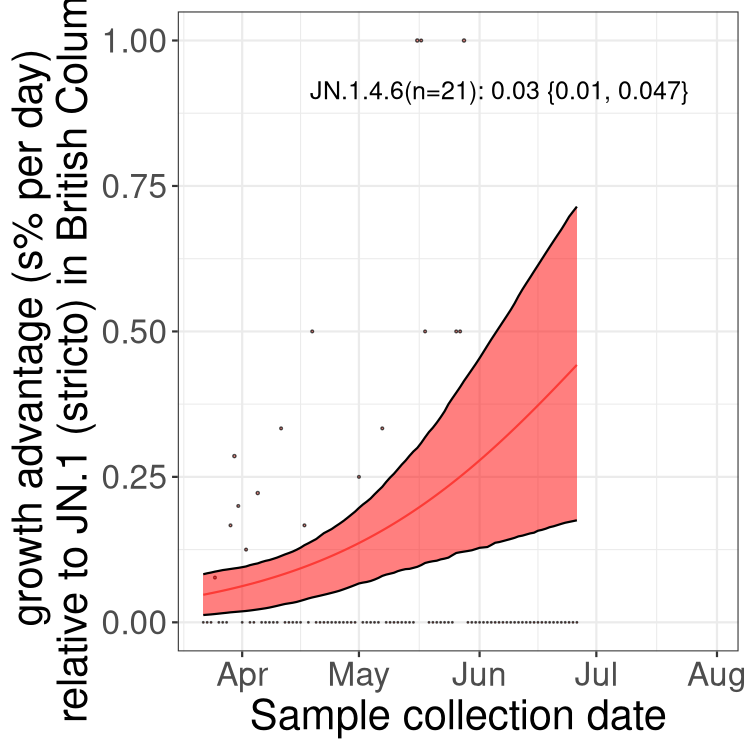 growth advantage (s% per day)
relative to JN.1 (stricto) in British Colum
1.00
0.75
0.50
0.25
0.00
JN.1.4.6(n=21): 0.03 {0.01, 0.047}
Apr May Jun Jul Aug
Sample collection date